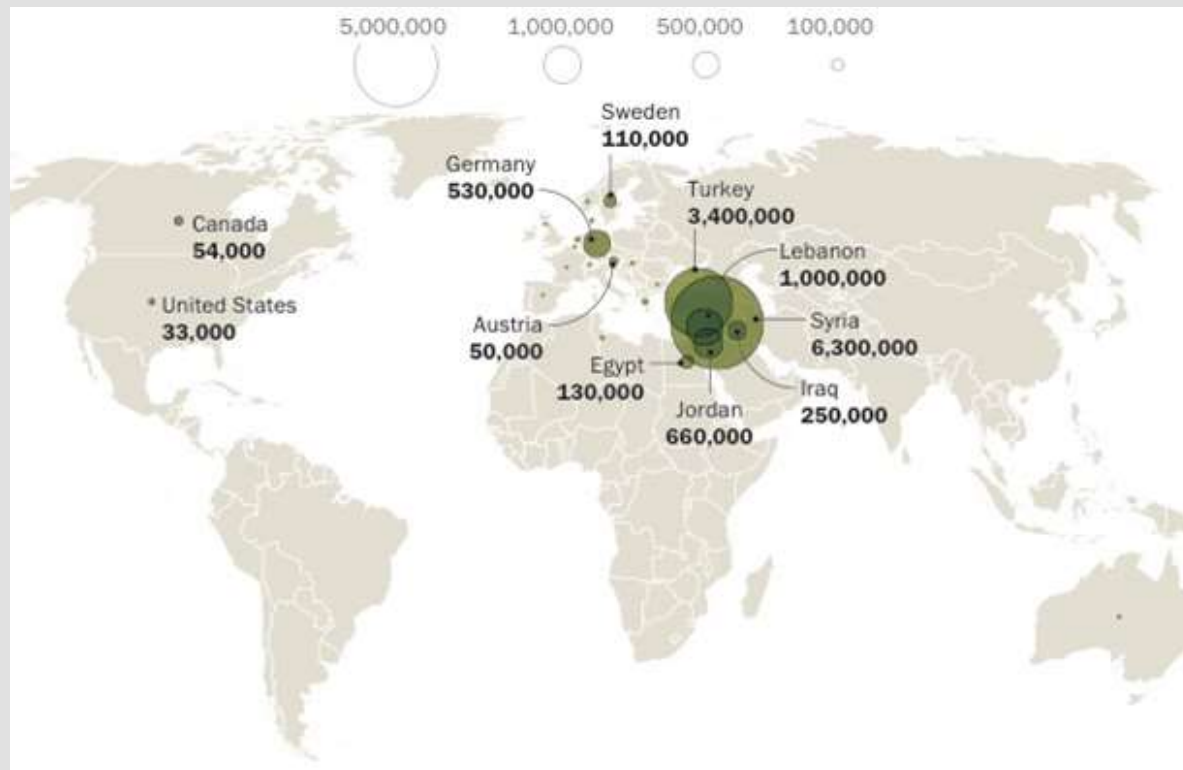 5,000,000 1,000,000 500,000 100,000
Sweden
110,000
Germany
530,000
Turkey
3,400,000
Canada
54,000
Lebanon
1,000,000
United States
33,000
Austria
50,000
Syria
6,300,000
Egypt
130,000
Iraq
250,000
Jordan
660,000